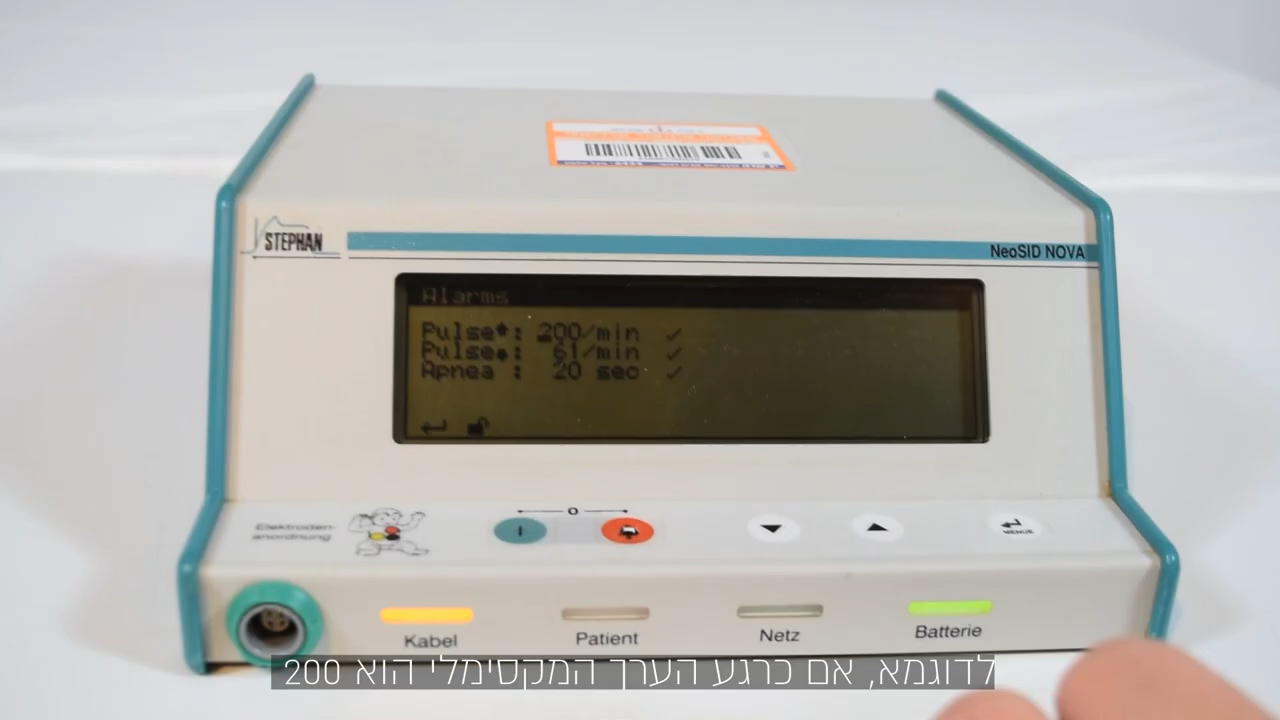 STEPHAN
NeoSID NOVA
Alarms
Pulse↑: 200/min ✓
Pulse↓: 61/min ✓
Apnea : 20 sec ✓
Elektroden-
anordnung
MENUE
Kabel
Patient
Netz
Batterie
לדוגמא, אם כרגע הערך המקסימלי הוא 200